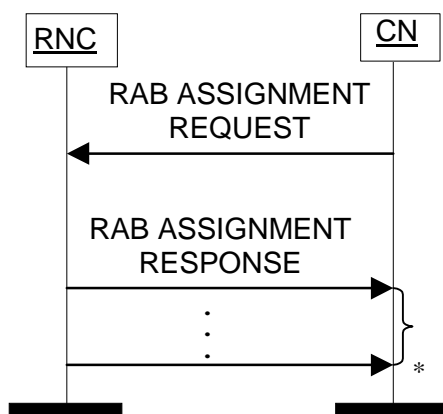 RNC
CN
RAB ASSIGNMENT
REQUEST
RAB ASSIGNMENT
RESPONSE
.
.
.
*